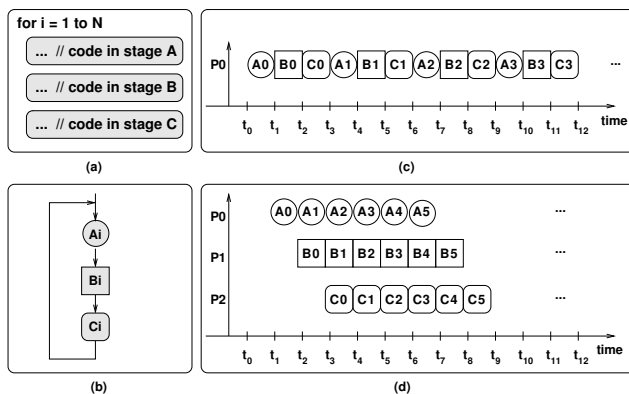 for i = 1 to N
... // code in stage A
... // code in stage B
... // code in stage C
(a)
P0 A0 B0 C0 A1 B1 C1 A2 B2 C2 A3 B3 C3 ...
t0 t1 t2 t3 t4 t5 t6 t7 t8 t9 t10 t11 t12
time
(c)
Ai
Bi
Ci
(b)
P0 A0 A1 A2 A3 A4 A5 ...
P1 B0 B1 B2 B3 B4 B5 ...
P2 C0 C1 C2 C3 C4 C5 ...
time
t0 t1 t2 t3 t4 t5 t6 t7 t8 t9 t10 t11 t12
(d)